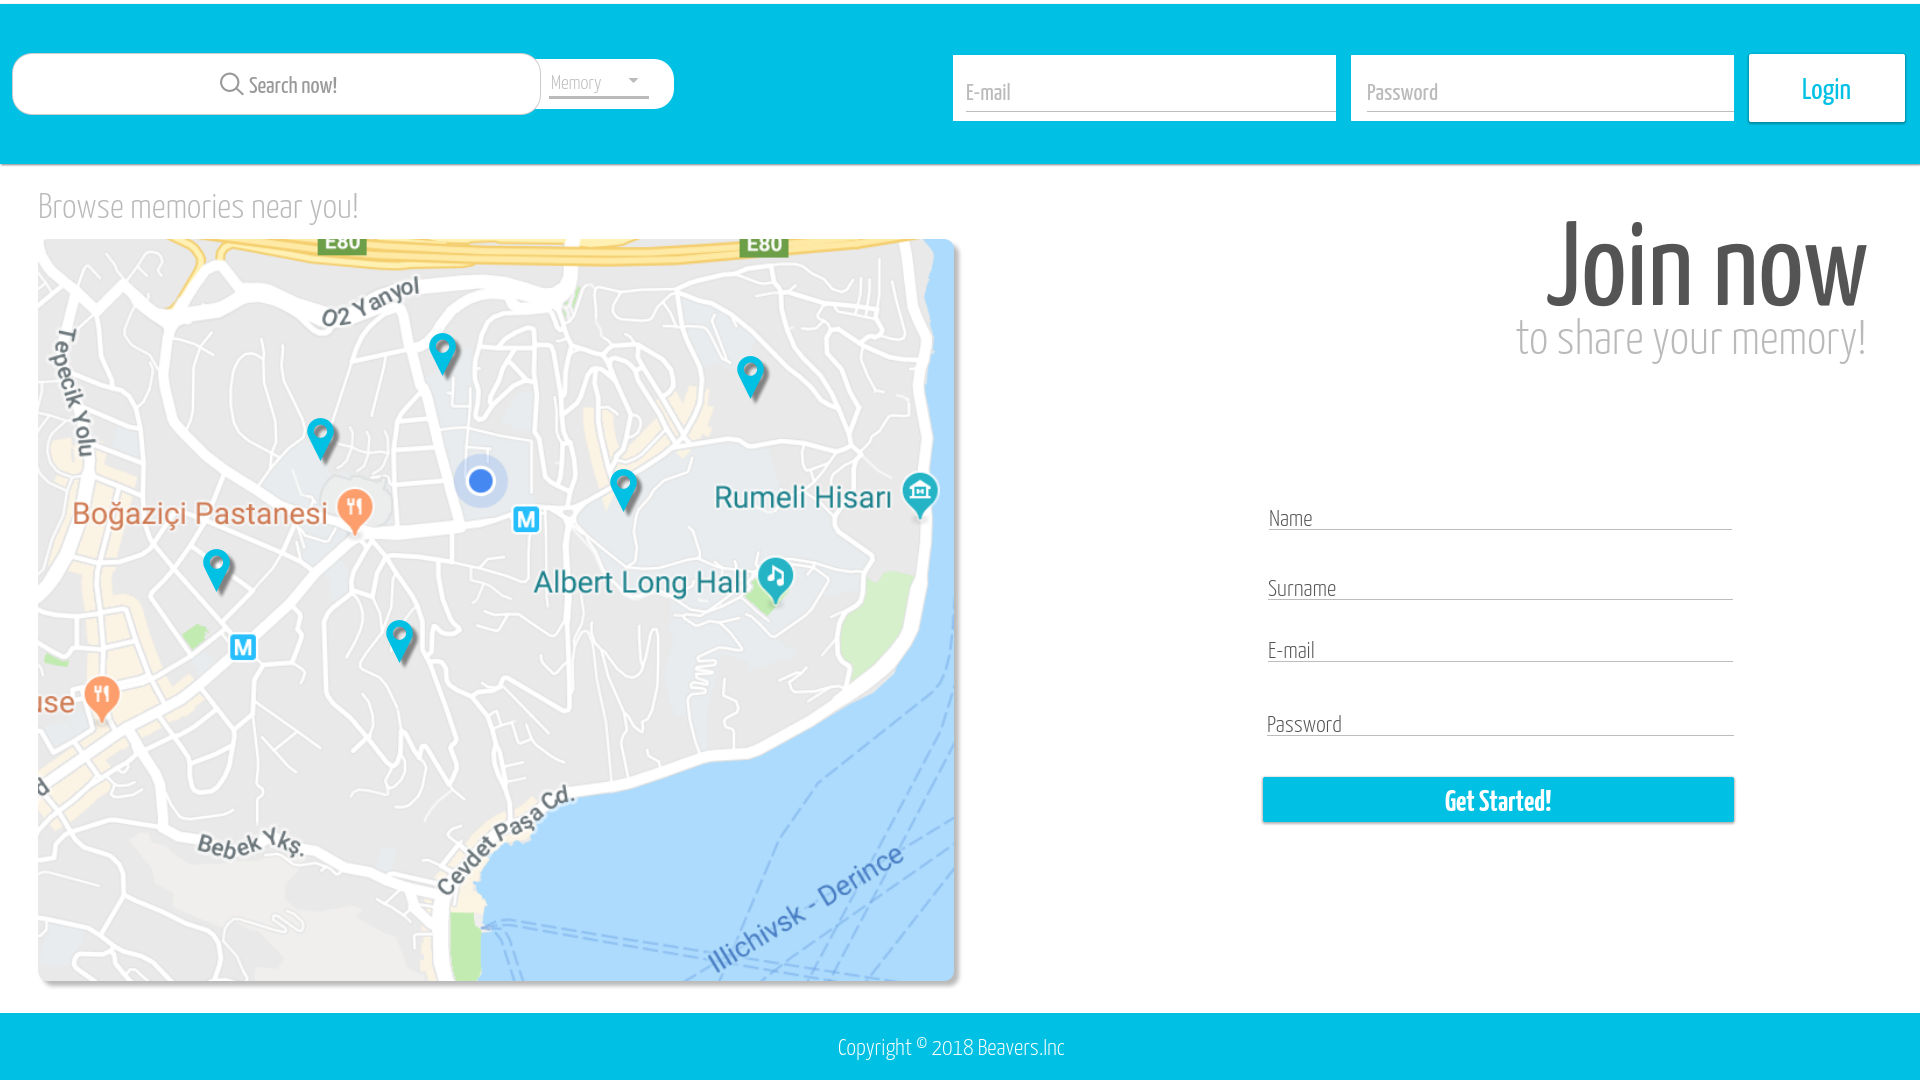 Search now!
Memory
E-mail
Password
Login
Browse memories near you!
Join now
to share your memory!
E80
E80
O2 Yanyol
Tepecik Yolu
Boğaziçi Pastanesi
M
Rumeli Hisarı
Albert Long Hall
M
use
d
Cevdet Paşa Cd.
Bebek Ykş.
Illichivsk - Derince
Name
Surname
E-mail
Password
Get Started!
Copyright © 2018 Beavers.Inc